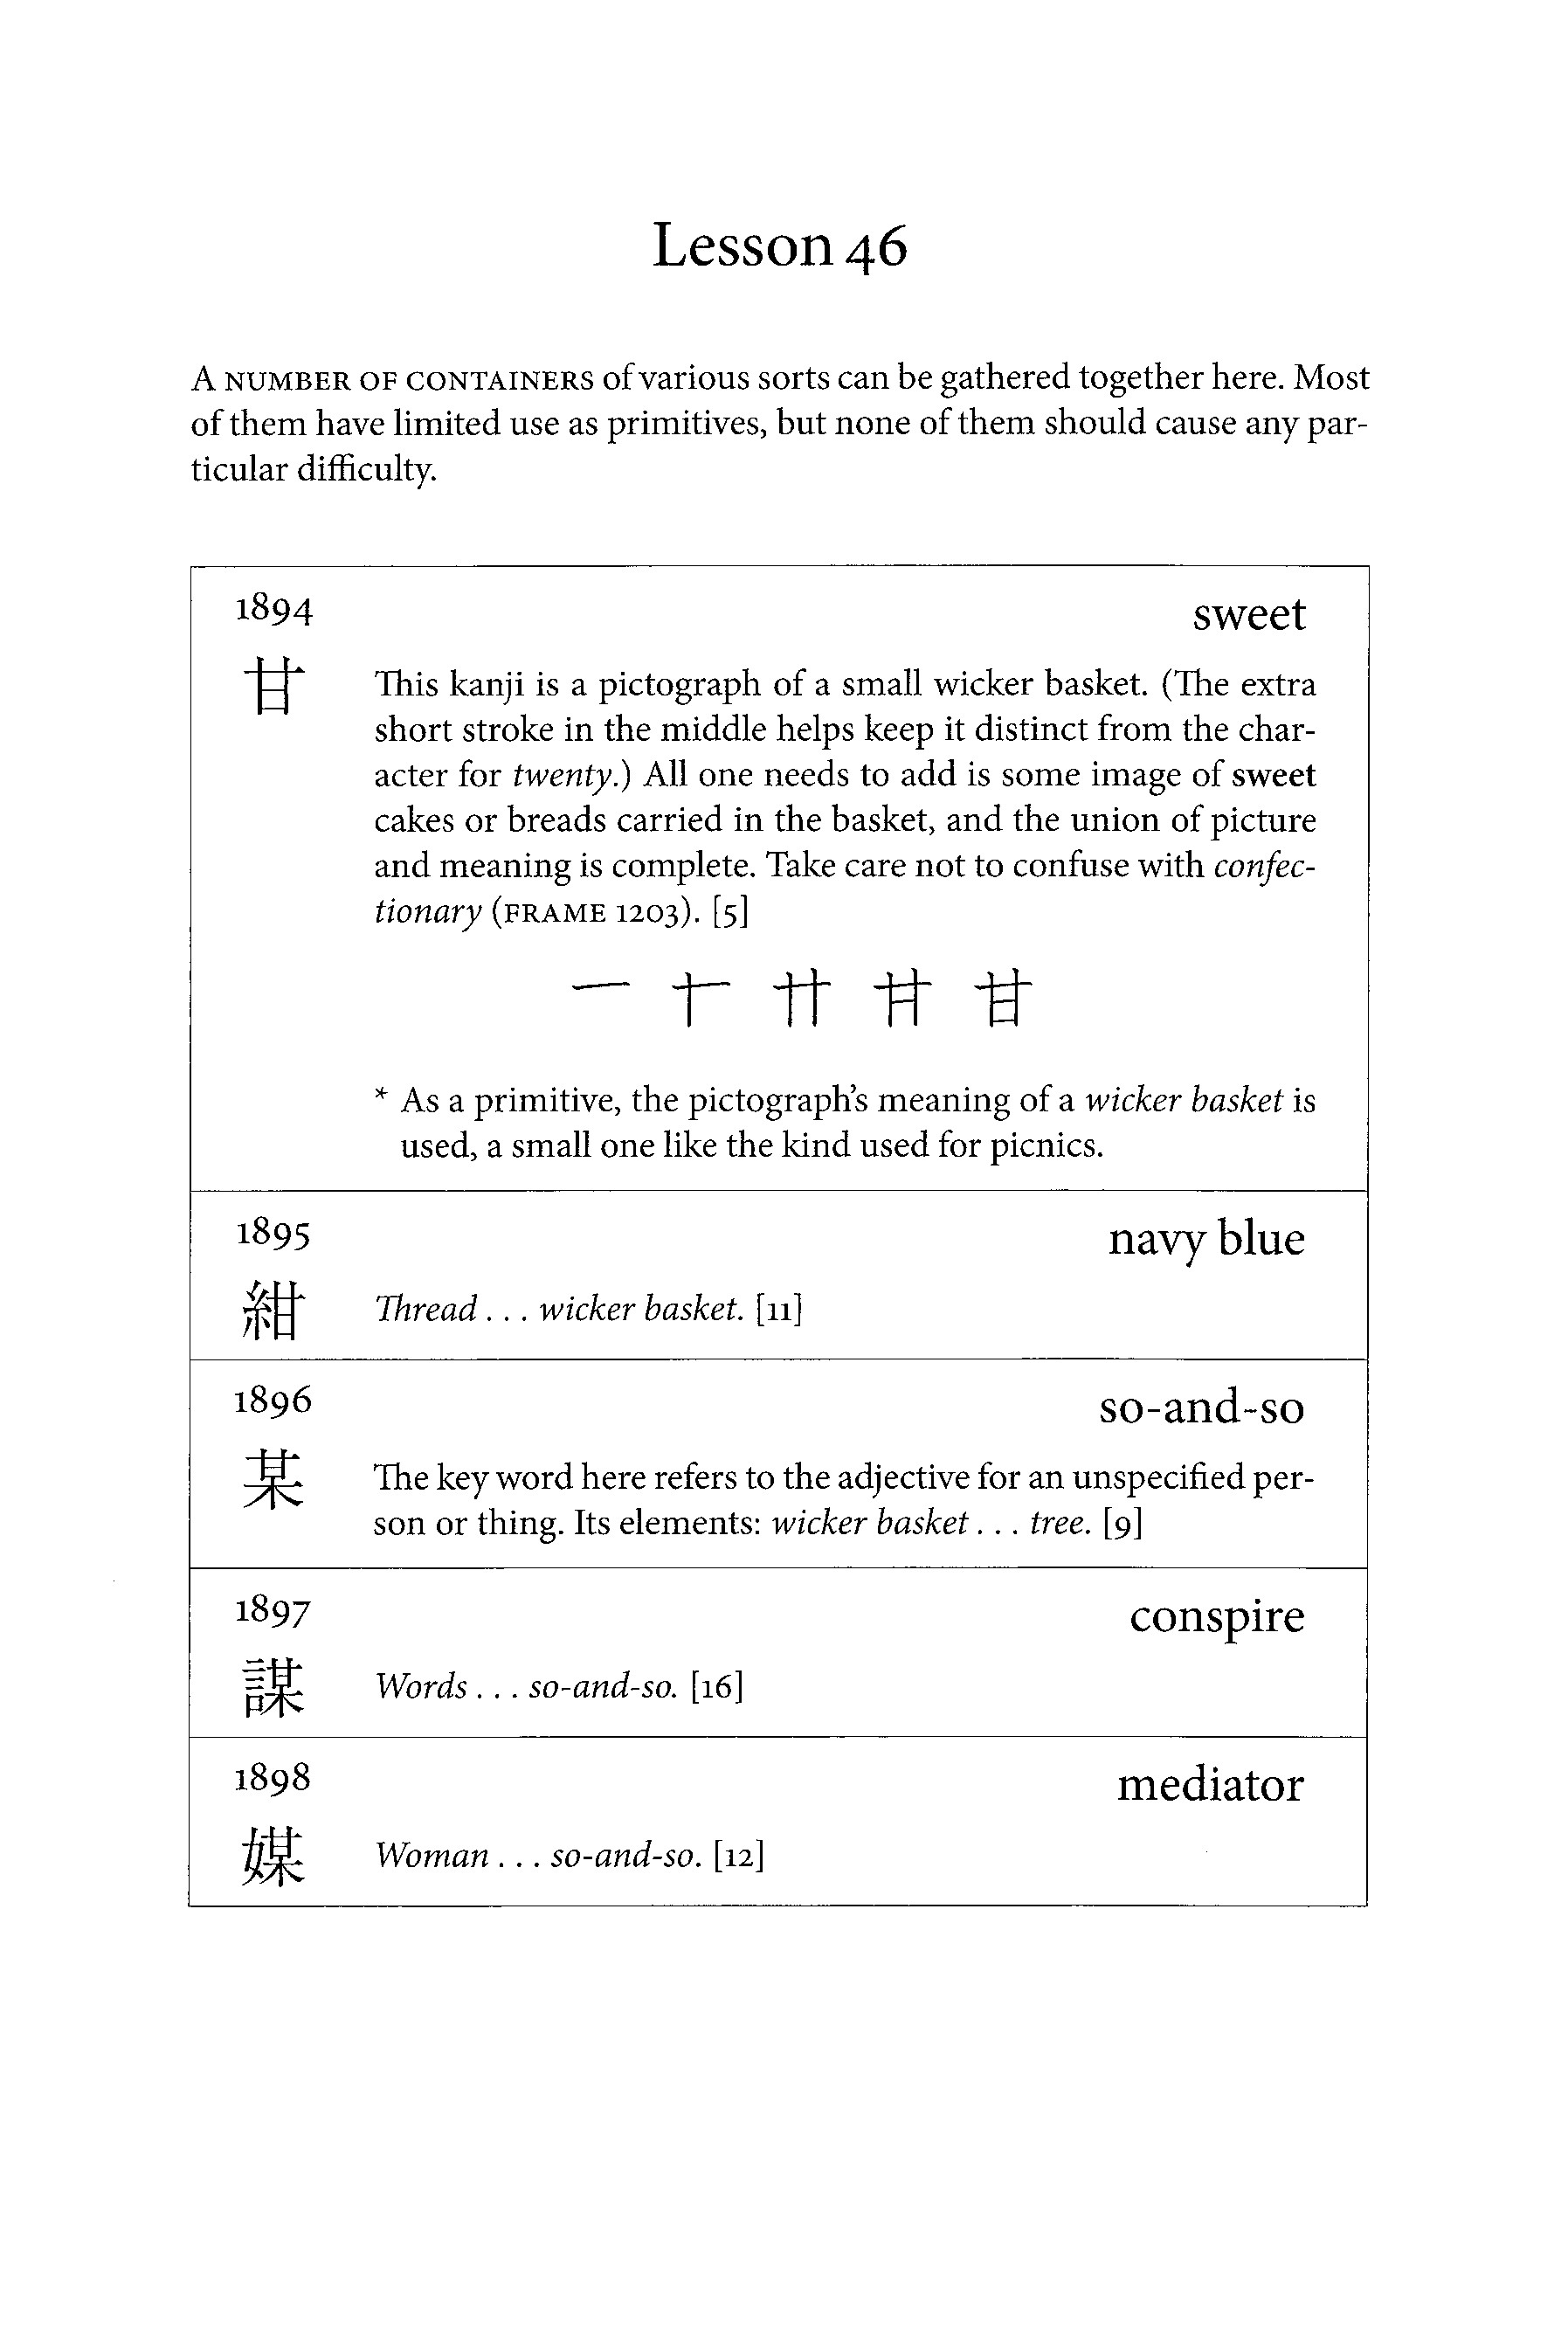 Lesson 46
A NUMBER OF CONTAINERS of various sorts can be gathered together here. Most
of them have limited use as primitives, but none of them should cause any par-
ticular difficulty.
1894
sweet
甘
This kanji is a pictograph of a small wicker basket. (The extra
short stroke in the middle helps keep it distinct from the char-
acter for twenty.) All one needs to add is some image of sweet
cakes or breads carried in the basket, and the union of picture
and meaning is complete. Take care not to confuse with confec-
tionary (FRAME 1203). [5]
一 十 廾 甘 甘
* As a primitive, the pictograph's meaning of a wicker basket is
used, a small one like the kind used for picnics.
1895
navy blue
紺
Thread . . . wicker basket. [11]
1896
so-and-so
某
The key word here refers to the adjective for an unspecified per-
son or thing. Its elements: wicker basket . . . tree. [9]
1897
conspire
謀
Words . . . so-and-so. [16]
1898
mediator
媒
Woman . . . so-and-so. [12]